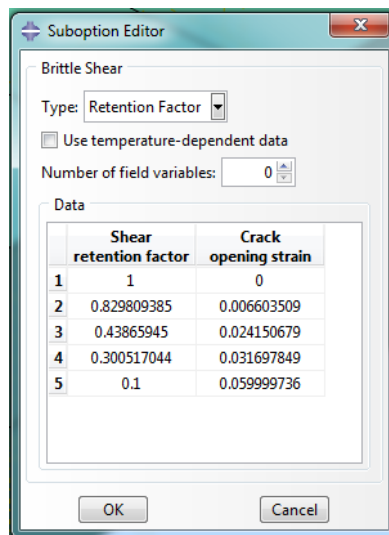 Suboption Editor
Brittle Shear
Type: Retention Factor
Use temperature-dependent data
Number of field variables: 0
Data
Shear retention factor Crack opening strain
1 1 0
2 0.829809385 0.006603509
3 0.43865945 0.024150679
4 0.300517044 0.031697849
5 0.1 0.059999736
OK Cancel